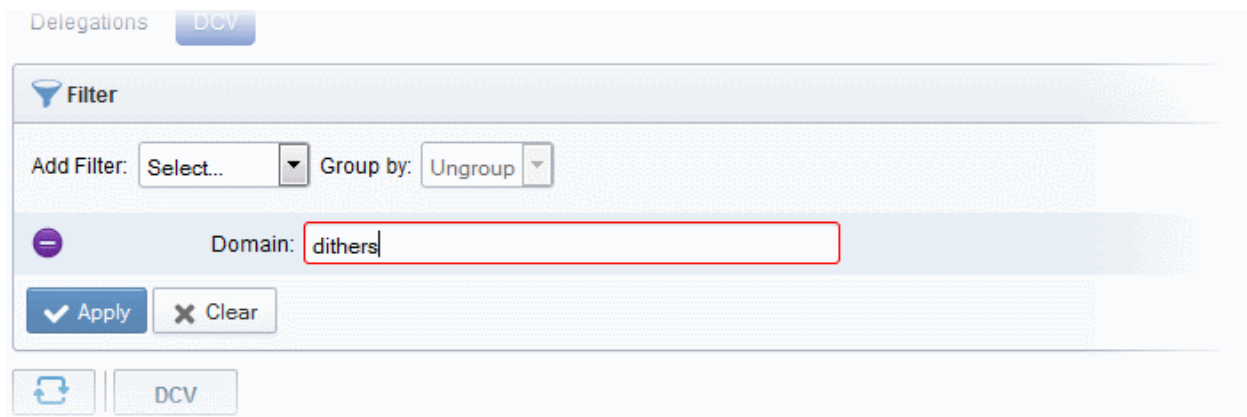 Delegations DCV
Filter
Add Filter: Select... Group by: Ungroup
Domain: dithers
Apply Clear
DCV